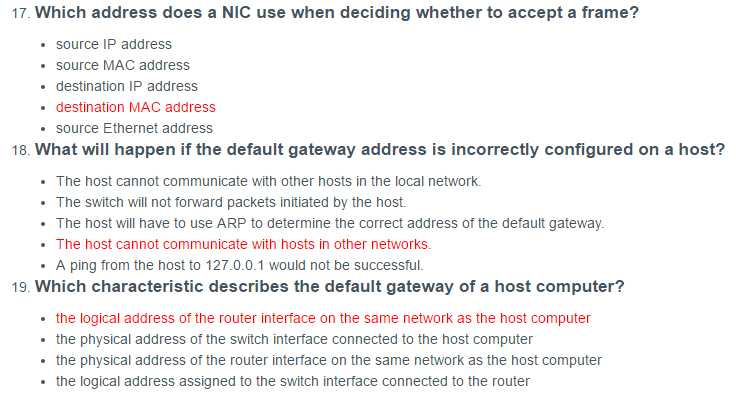 17. Which address does a NIC use when deciding whether to accept a frame?
• source IP address
• source MAC address
• destination IP address
• destination MAC address
• source Ethernet address
18. What will happen if the default gateway address is incorrectly configured on a host?
• The host cannot communicate with other hosts in the local network.
• The switch will not forward packets initiated by the host.
• The host will have to use ARP to determine the correct address of the default gateway.
• The host cannot communicate with hosts in other networks.
• A ping from the host to 127.0.0.1 would not be successful.
19. Which characteristic describes the default gateway of a host computer?
• the logical address of the router interface on the same network as the host computer
• the physical address of the switch interface connected to the host computer
• the physical address of the router interface on the same network as the host computer
• the logical address assigned to the switch interface connected to the router